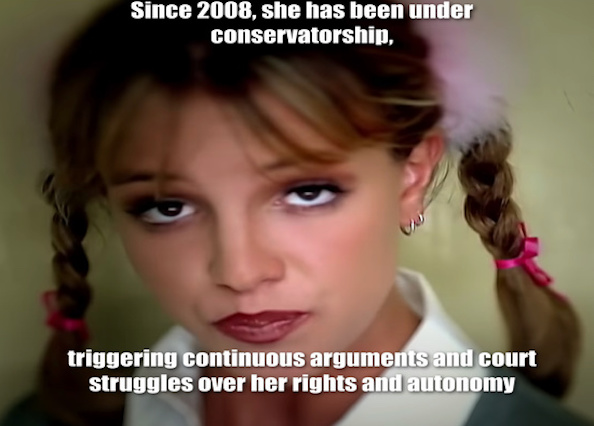 Since 2008, she has been under
conservatorship,
triggering continuous arguments and court
struggles over her rights and autonomy